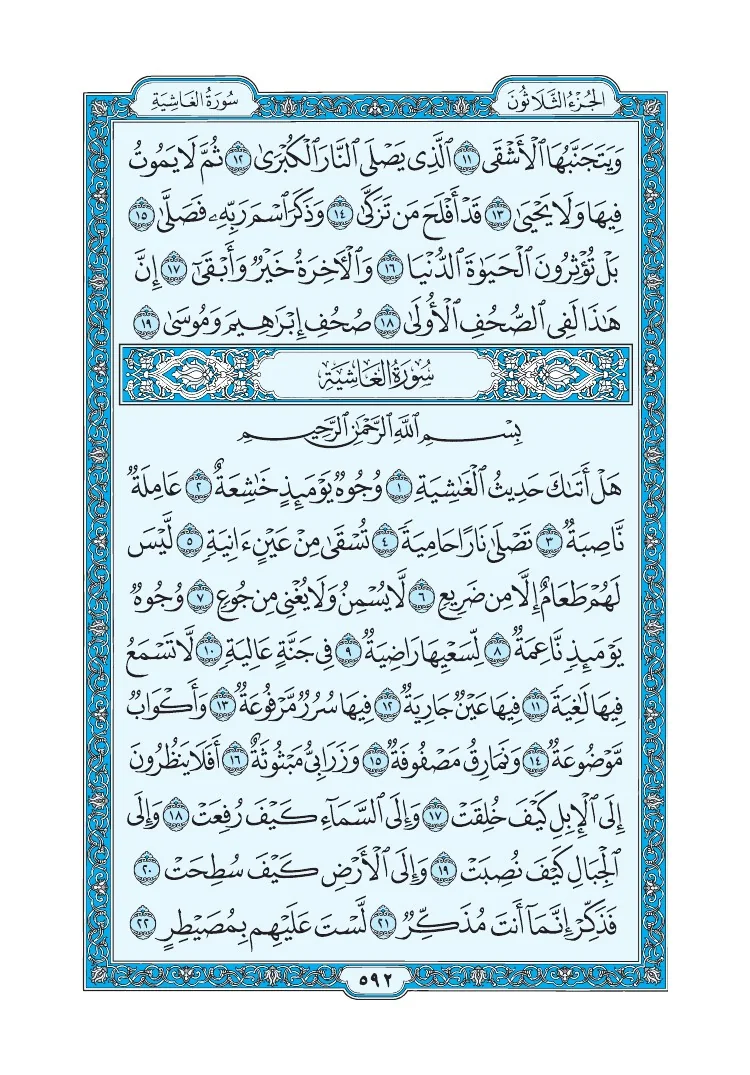 الجُزْءُ الثَّلَاثُونَ
سُورَةُ الغَاشِيَةِ
وَيَتَجَنَّبُهَا ٱلْأَشْقَى ١١ ٱلَّذِى يَصْلَى ٱلنَّارَ ٱلْكُبْرَىٰ ١٢ ثُمَّ لَا يَمُوتُ
فِيهَا وَلَا يَحْيَىٰ ١٣ قَدْ أَفْلَحَ مَن تَزَكَّىٰ ١٤ وَذَكَرَ ٱسْمَ رَبِّهِۦ فَصَلَّىٰ ١٥
بَلْ تُؤْثِرُونَ ٱلْحَيَوٰةَ ٱلدُّنْيَا ١٦ وَٱلْءَاخِرَةُ خَيْرٌ وَأَبْقَىٰٓ ١٧ إِنَّ
هَٰذَا لَفِى ٱلصُّحُفِ ٱلْأُولَىٰ ١٨ صُحُفِ إِبْرَٰهِيمَ وَمُوسَىٰ ١٩
سُورَةُ الغَاشِيَةِ
بِسْمِ ٱللَّهِ ٱلرَّحْمَٰنِ ٱلرَّحِيمِ
هَلْ أَتَىٰكَ حَدِيثُ ٱلْغَٰشِيَةِ ١ وُجُوهٌ يَوْمَئِذٍ خَٰشِعَةٌ ٢ عَامِلَةٌ
نَّاصِبَةٌ ٣ تَصْلَىٰ نَارًا حَامِيَةً ٤ تُسْقَىٰ مِنْ عَيْنٍ ءَانِيَةٍ ٥ لَّيْسَ
لَهُمْ طَعَامٌ إِلَّا مِن ضَرِيعٍ ٦ لَّا يُسْمِنُ وَلَا يُغْنِى مِن جُوعٍ ٧ وُجُوهٌ
يَوْمَئِذٍ نَّاعِمَةٌ ٨ لِّسَعْيِهَا رَاضِيَةٌ ٩ فِى جَنَّةٍ عَالِيَةٍ ١٠ لَّا تَسْمَعُ
فِيهَا لَٰغِيَةً ١١ فِيهَا عَيْنٌ جَارِيَةٌ ١٢ فِيهَا سُرُرٌ مَّرْفُوعَةٌ ١٣ وَأَكْوَابٌ
مَّوْضُوعَةٌ ١٤ وَنَمَارِقُ مَصْفُوفَةٌ ١٥ وَزَرَابِىُّ مَبْثُوثَةٌ ١٦ أَفَلَا يَنظُرُونَ
إِلَى ٱلْإِبِلِ كَيْفَ خُلِقَتْ ١٧ وَإِلَى ٱلسَّمَآءِ كَيْفَ رُفِعَتْ ١٨ وَإِلَى
ٱلْجِبَالِ كَيْفَ نُصِبَتْ ١٩ وَإِلَى ٱلْأَرْضِ كَيْفَ سُطِحَتْ ٢٠
فَذَكِّرْ إِنَّمَآ أَنتَ مُذَكِّرٌ ٢١ لَّسْتَ عَلَيْهِم بِمُصَيْطِرٍ ٢٢
٥٩٢